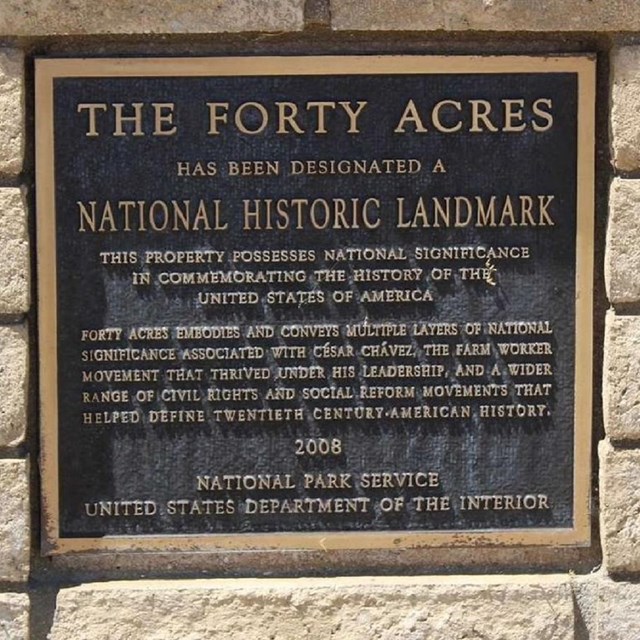 THE FORTY ACRES
HAS BEEN DESIGNATED A
NATIONAL HISTORIC LANDMARK
THIS PROPERTY POSSESSES NATIONAL SIGNIFICANCE
IN COMMEMORATING THE HISTORY OF THE
UNITED STATES OF AMERICA
FORTY ACRES EMBODIES AND CONVEYS MULTIPLE LAYERS OF NATIONAL
SIGNIFICANCE ASSOCIATED WITH CÉSAR CHÁVEZ, THE FARM WORKER
MOVEMENT THAT THRIVED UNDER HIS LEADERSHIP, AND A WIDER
RANGE OF CIVIL RIGHTS AND SOCIAL REFORM MOVEMENTS THAT
HELPED DEFINE TWENTIETH CENTURY AMERICAN HISTORY.
2008
NATIONAL PARK SERVICE
UNITED STATES DEPARTMENT OF THE INTERIOR